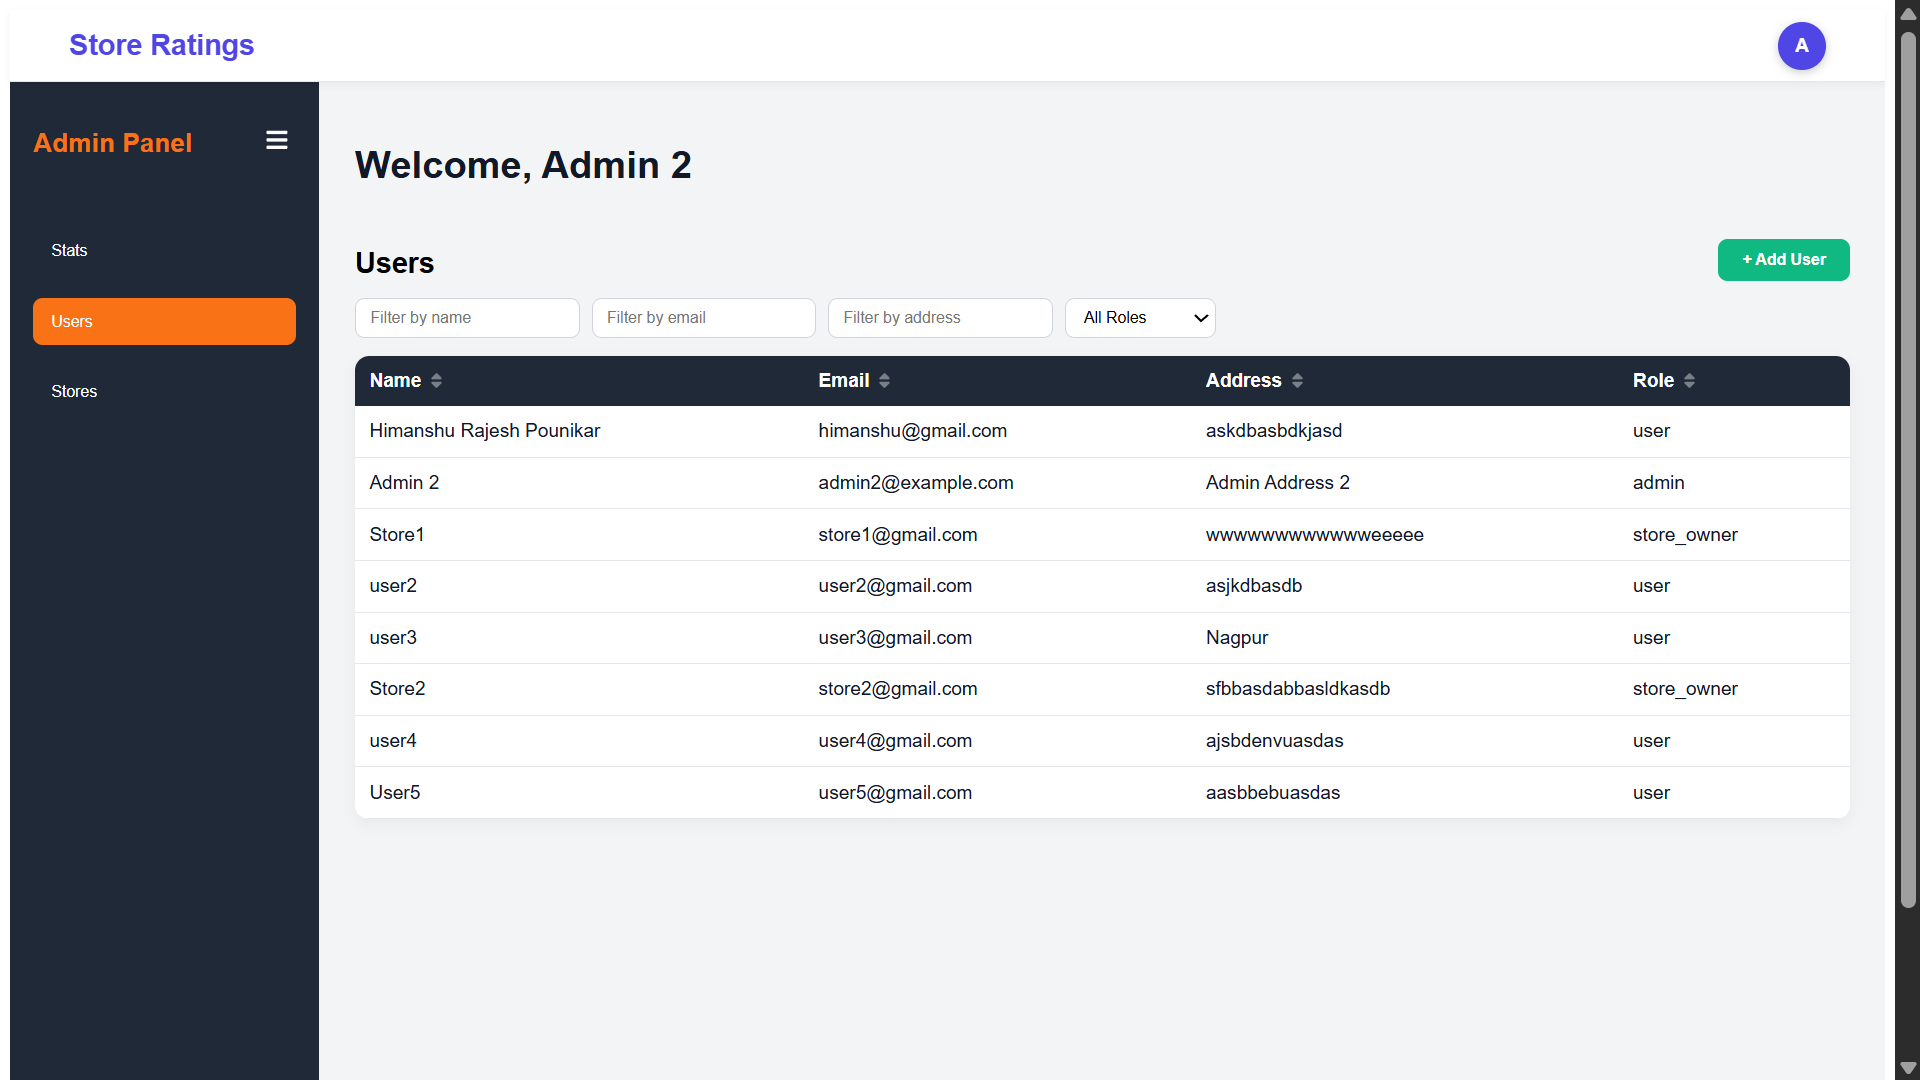 Store Ratings
A
Admin Panel
Stats
Users
Stores
Welcome, Admin 2
Users
+ Add User
Filter by name Filter by email Filter by address All Roles
Name Email Address Role
Himanshu Rajesh Pounikar himanshu@gmail.com askdbasbdkjasd user
Admin 2 admin2@example.com Admin Address 2 admin
Store1 store1@gmail.com wwwwwwwwwwwweeeee store_owner
user2 user2@gmail.com asjkdbasdb user
user3 user3@gmail.com Nagpur user
Store2 store2@gmail.com sfbbasdabbasldkasdb store_owner
user4 user4@gmail.com ajsbdenvuasdas user
User5 user5@gmail.com aasbbebuasdas user